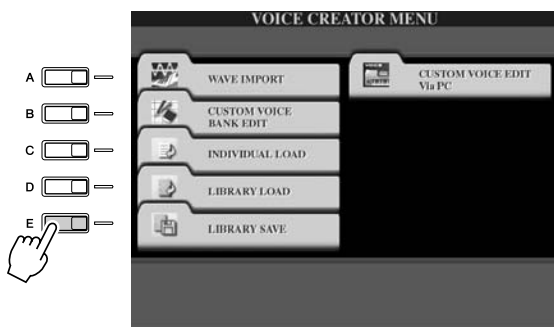 VOICE CREATOR MENU
A
WAVE IMPORT
CUSTOM VOICE EDIT
Via PC
B
CUSTOM VOICE
BANK EDIT
C
INDIVIDUAL LOAD
D
LIBRARY LOAD
E
LIBRARY SAVE